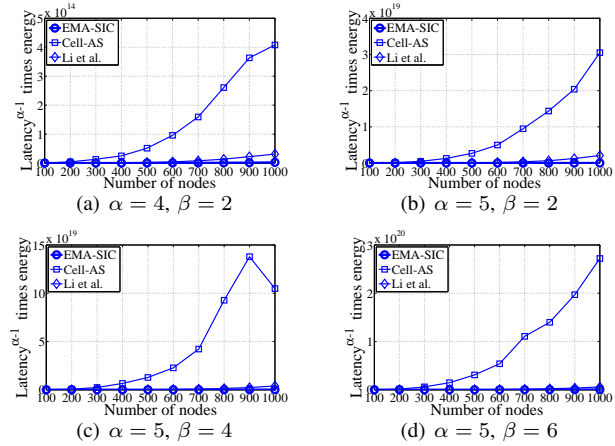 x 10^14
EMA-SIC
Cell-AS
Li et al.
4
3
2
1
Latency^α-1 times energy
100 200 300 400 500 600 700 800 900 1000
Number of nodes
(a) α = 4, β = 2
4 x 10^19
EMA-SIC
Cell-AS
Li et al.
3
2
1
Latency^α-1 times energy
100 200 300 400 500 600 700 800 900 1000
Number of nodes
(b) α = 5, β = 2
15 x 10^19
EMA-SIC
Cell-AS
Li et al.
10
5
Latency^α-1 times energy
100 200 300 400 500 600 700 800 900 1000
Number of nodes
(c) α = 5, β = 4
3 x 10^20
EMA-SIC
Cell-AS
Li et al.
2
1
Latency^α-1 times energy
100 200 300 400 500 600 700 800 900 1000
Number of nodes
(d) α = 5, β = 6